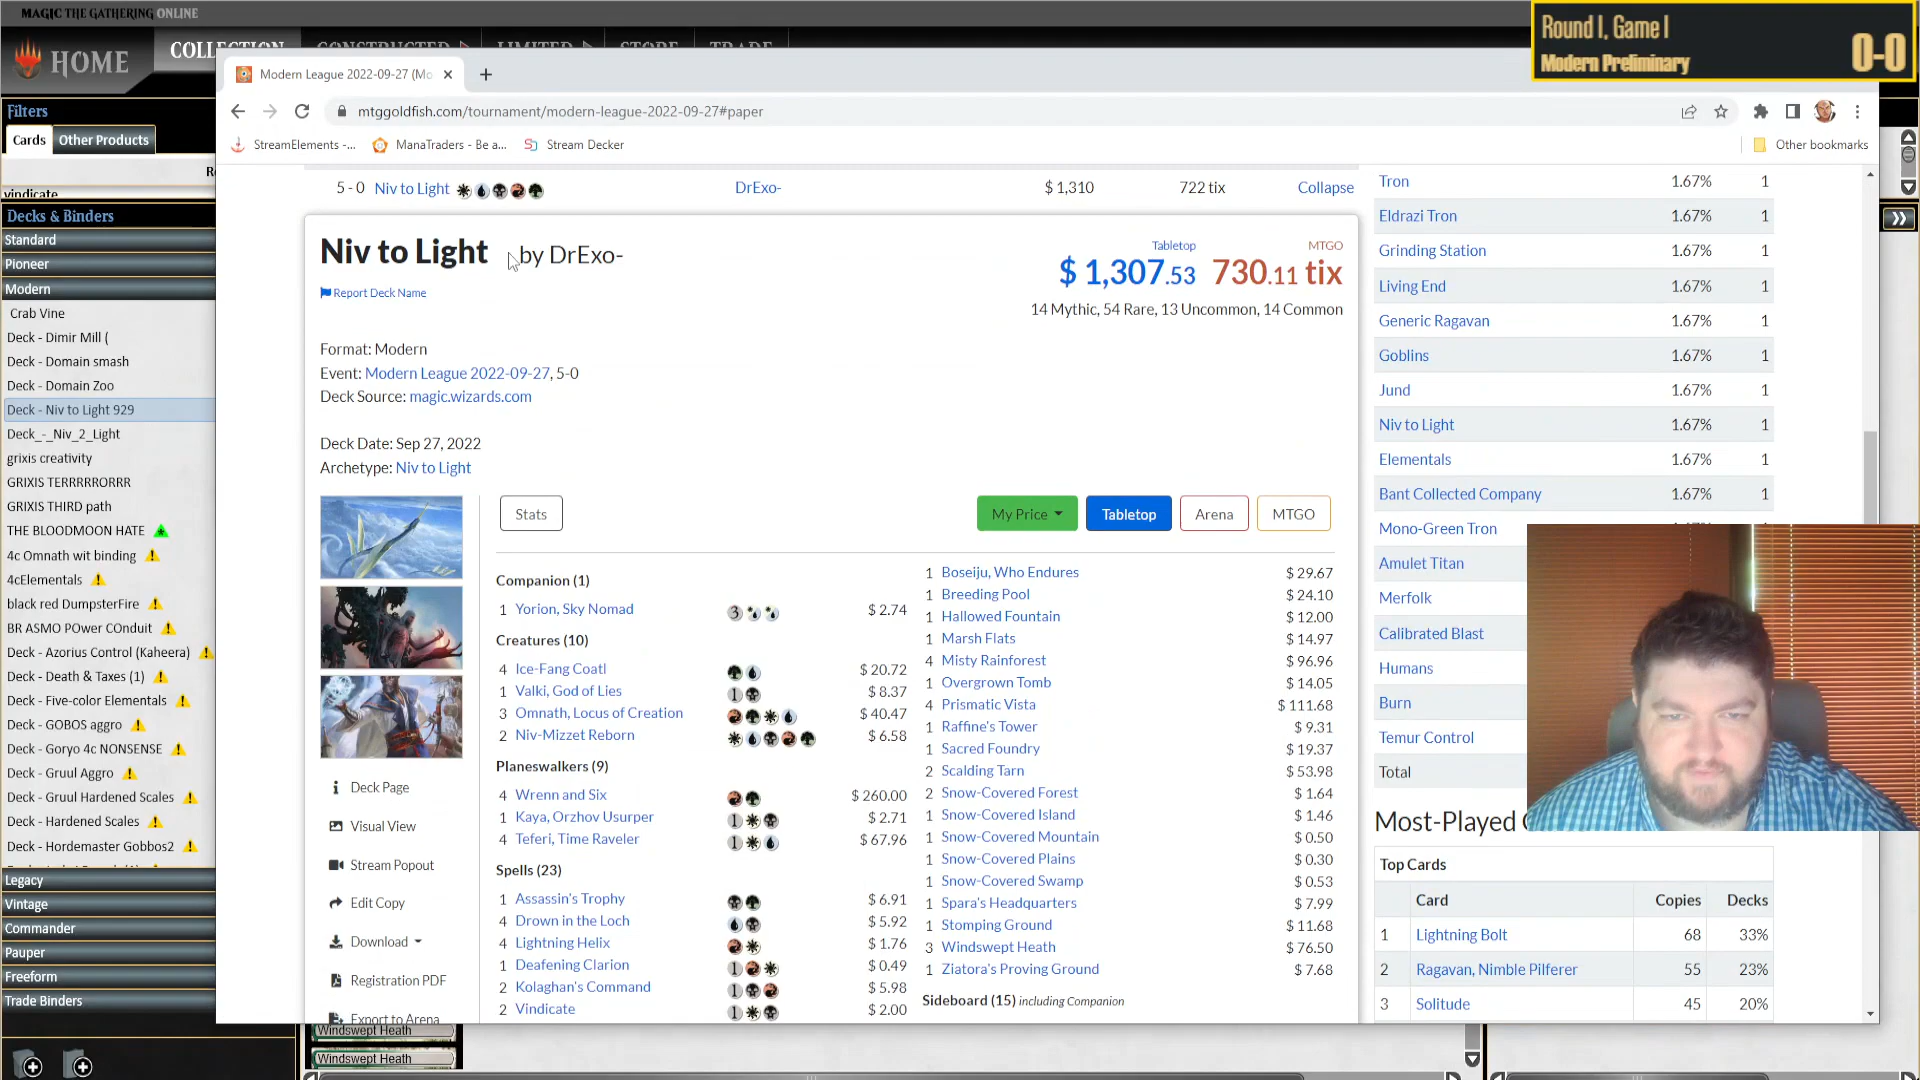 MAGIC THE GATHERING ONLINE
HOME
COLLECTION
CONSTRUCTED
LIMITED
STORE
TRADE
Round 1, Game 1
Modern Preliminary
0-0
Filters
Cards
Other Products
vindicate
Decks & Binders
Standard
Pioneer
Modern
Crab Vine
Deck - Dimir Mill (
Deck - Domain smash
Deck - Domain Zoo
Deck - Niv to Light 929
Deck_-_Niv_2_Light
grixis creativity
GRIXIS TERRRRRORRR
GRIXIS THIRD path
THE BLOODMOON HATE
4c Omnath wit binding
4cElementals
black red DumpsterFire
BR ASMO POwer COnduit
Deck - Azorius Control (Kaheera)
Deck - Death & Taxes (1)
Deck - Five-color Elementals
Deck - GOBOS aggro
Deck - Goryo 4c NONSENSE
Deck - Gruul Aggro
Deck - Gruul Hardened Scales
Deck - Hardened Scales
Deck - Hordemaster Gobbos2
Legacy
Vintage
Commander
Pauper
Freeform
Trade Binders
Modern League 2022-09-27 (Mo
mtggoldfish.com/tournament/modern-league-2022-09-27#paper
StreamElements -...
ManaTraders - Be a...
Stream Decker
Other bookmarks
5 - 0 Niv to Light DrExo- $ 1,310 722 tix Collapse
Niv to Light by DrExo-
Report Deck Name
Tabletop
$ 1,307.53
MTGO
730.11 tix
14 Mythic, 54 Rare, 13 Uncommon, 14 Common
Format: Modern
Event: Modern League 2022-09-27, 5-0
Deck Source: magic.wizards.com
Deck Date: Sep 27, 2022
Archetype: Niv to Light
Stats
My Price
Tabletop
Arena
MTGO
Deck Page
Visual View
Stream Popout
Edit Copy
Download
Registration PDF
Export to Arena
Companion (1)
1 Yorion, Sky Nomad 3 $ 2.74
Creatures (10)
4 Ice-Fang Coatl $ 20.72
1 Valki, God of Lies 1 $ 8.37
3 Omnath, Locus of Creation $ 40.47
2 Niv-Mizzet Reborn $ 6.58
Planeswalkers (9)
4 Wrenn and Six $ 260.00
1 Kaya, Orzhov Usurper 1 $ 2.71
4 Teferi, Time Raveler 1 $ 67.96
Spells (23)
1 Assassin's Trophy $ 6.91
4 Drown in the Loch $ 5.92
4 Lightning Helix $ 1.76
1 Deafening Clarion 1 $ 0.49
2 Kolaghan's Command 1 $ 5.98
2 Vindicate 1 $ 2.00
1 Boseiju, Who Endures $ 29.67
1 Breeding Pool $ 24.10
1 Hallowed Fountain $ 12.00
1 Marsh Flats $ 14.97
4 Misty Rainforest $ 96.96
1 Overgrown Tomb $ 14.05
4 Prismatic Vista $ 111.68
1 Raffine's Tower $ 9.31
1 Sacred Foundry $ 19.37
2 Scalding Tarn $ 53.98
2 Snow-Covered Forest $ 1.64
1 Snow-Covered Island $ 1.46
1 Snow-Covered Mountain $ 0.50
1 Snow-Covered Plains $ 0.30
1 Snow-Covered Swamp $ 0.53
1 Spara's Headquarters $ 7.99
1 Stomping Ground $ 11.68
3 Windswept Heath $ 76.50
1 Ziatora's Proving Ground $ 7.68
Sideboard (15) including Companion
Tron 1.67% 1
Eldrazi Tron 1.67% 1
Grinding Station 1.67% 1
Living End 1.67% 1
Generic Ragavan 1.67% 1
Goblins 1.67% 1
Jund 1.67% 1
Niv to Light 1.67% 1
Elementals 1.67% 1
Bant Collected Company 1.67% 1
Mono-Green Tron
Amulet Titan
Merfolk
Calibrated Blast
Humans
Burn
Temur Control
Total
Most-Played
Top Cards
Card Copies Decks
1 Lightning Bolt 68 33%
2 Ragavan, Nimble Pilferer 55 23%
3 Solitude 45 20%
Windswept Heath
Windswept Heath